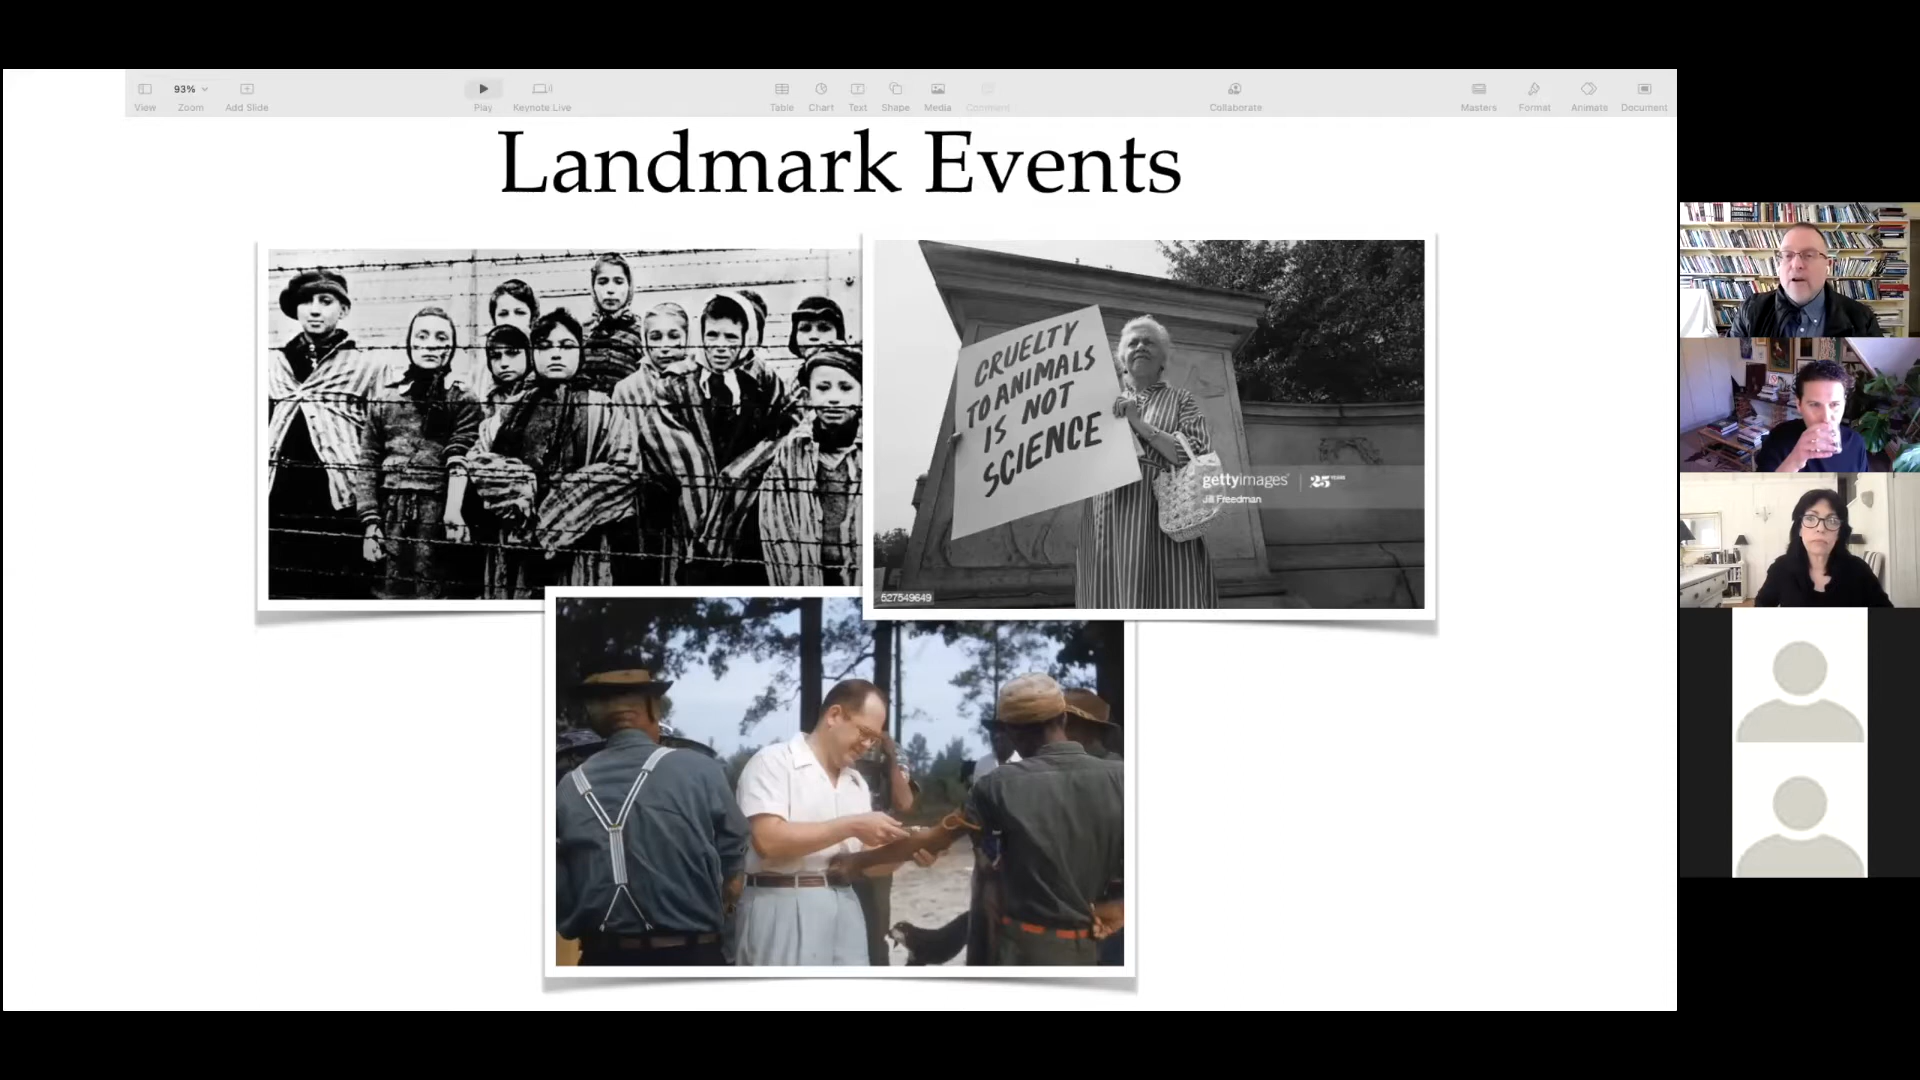 93%
View
Zoom
Add Slide
Play
Keynote Live
Table
Chart
Text
Shape
Media
Comment
Collaborate
Masters
Format
Animate
Document
Landmark Events
CRUELTY
TO ANIMALS
IS NOT
SCIENCE
gettyimages® | 25 YEARS
Jill Freedman
527549649